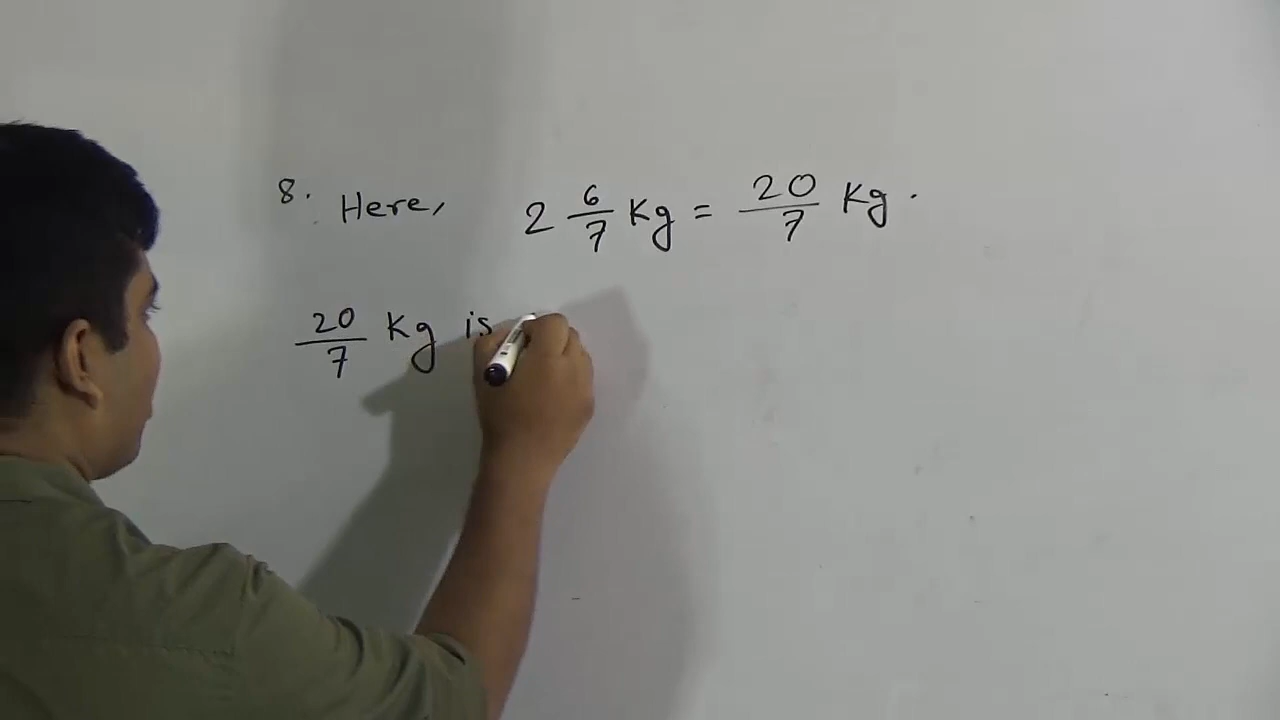 8. Here, 2 6/7 Kg = 20/7 Kg.
20/7 Kg is